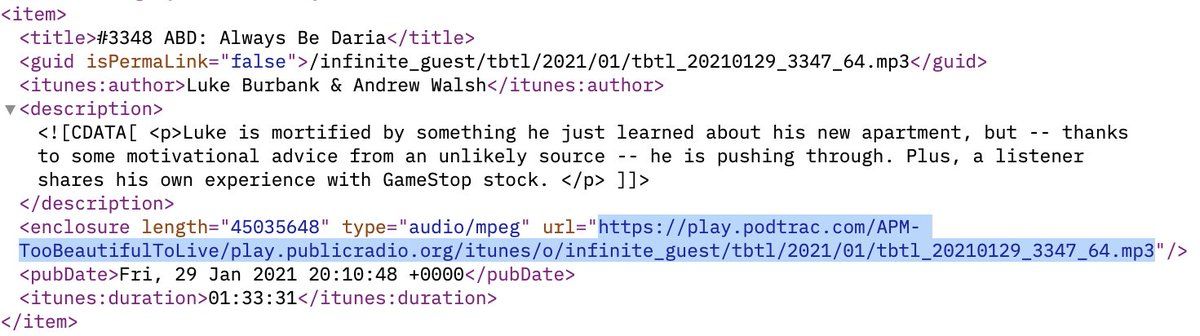 <item>
<title>#3348 ABD: Always Be Daria</title>
<guid isPermaLink="false">/infinite_guest/tbtl/2021/01/tbtl_20210129_3347_64.mp3</guid>
<itunes:author>Luke Burbank & Andrew Walsh</itunes:author>
▼<description>
<![CDATA[ <p>Luke is mortified by something he just learned about his new apartment, but -- thanks
to some motivational advice from an unlikely source -- he is pushing through. Plus, a listener
shares his own experience with GameStop stock. </p> ]]>
</description>
<enclosure length="45035648" type="audio/mpeg" url="https://play.podtrac.com/APM-
TooBeautifulToLive/play.publicradio.org/itunes/o/infinite_guest/tbtl/2021/01/tbtl_20210129_3347_64.mp3"/>
<pubDate>Fri, 29 Jan 2021 20:10:48 +0000</pubDate>
<itunes:duration>01:33:31</itunes:duration>
</item>